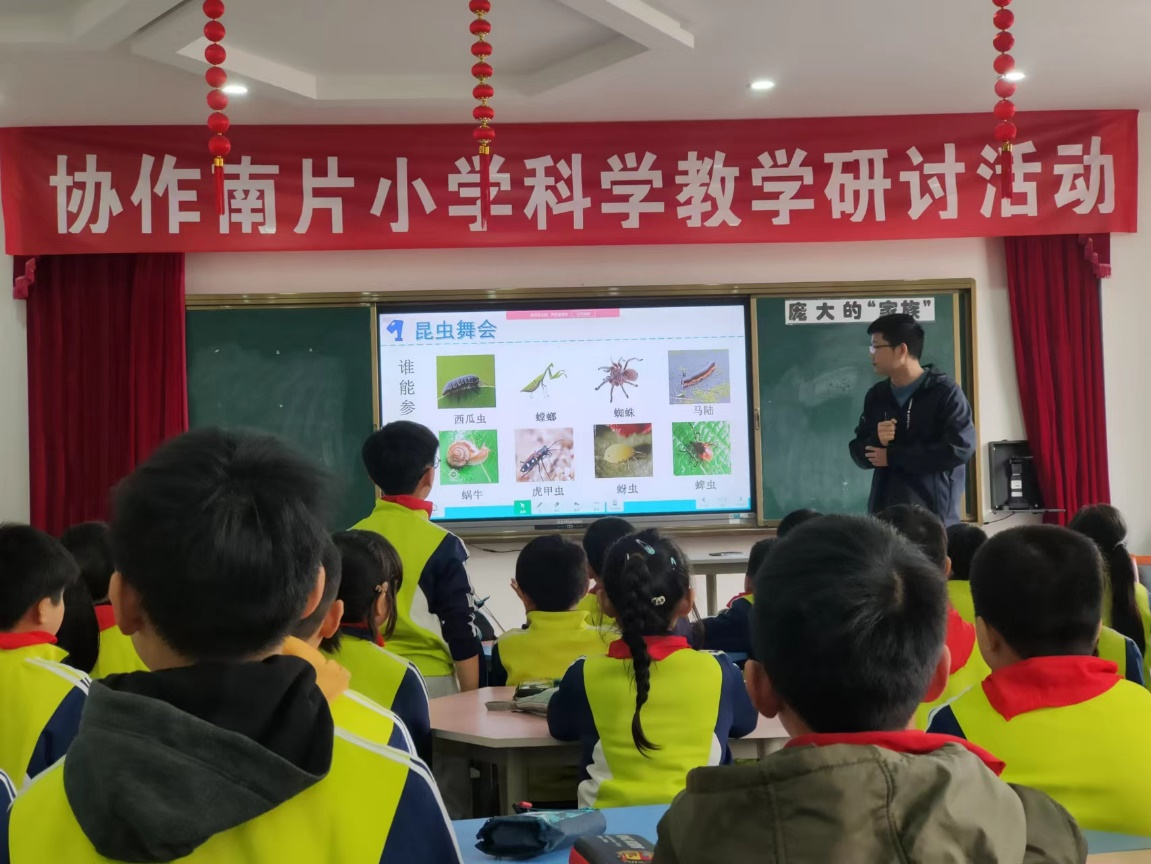 协作南片小学科学教学研讨活动
庞大的“家族”
昆虫舞会
谁能参
西瓜虫
螳螂
蜘蛛
马陆
蜗牛
虎甲虫
蚜虫
蜱虫